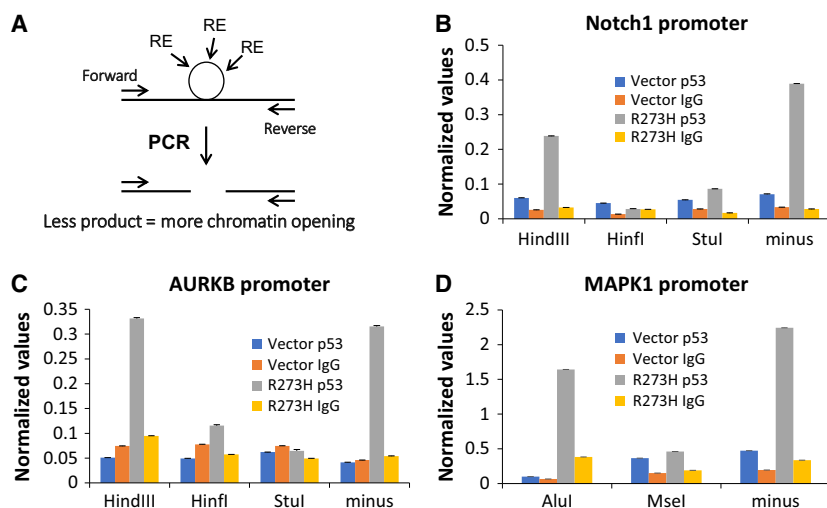 A
RE
RE
RE
Forward
Reverse
PCR
Less product = more chromatin opening
B
Notch1 promoter
Normalized values
0.5
0.4
0.3
0.2
0.1
0
Vector p53
Vector IgG
R273H p53
R273H IgG
HindIII HinfI StuI minus
C
AURKB promoter
Normalized values
0.35
0.3
0.25
0.2
0.15
0.1
0.05
0
Vector p53
Vector IgG
R273H p53
R273H IgG
HindIII HinfI StuI minus
D
MAPK1 promoter
Normalized values
2.5
2
1.5
1
0.5
0
Vector p53
Vector IgG
R273H p53
R273H IgG
AluI MseI minus